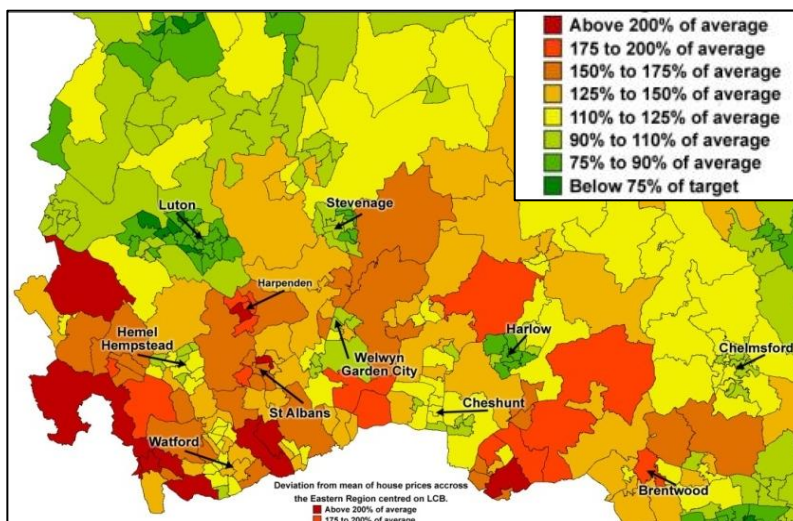 Above 200% of average
175 to 200% of average
150% to 175% of average
125% to 150% of average
110% to 125% of average
90% to 110% of average
75% to 90% of average
Below 75% of target
Luton
Stevenage
Harpenden
Hemel
Hempstead
Harlow
Welwyn
Garden City
Chelmsford
St Albans
Cheshunt
Watford
Brentwood
Deviation from mean of house prices accross
the Eastern Region centred on LCB.
Above 200% of average
175 to 200% of average